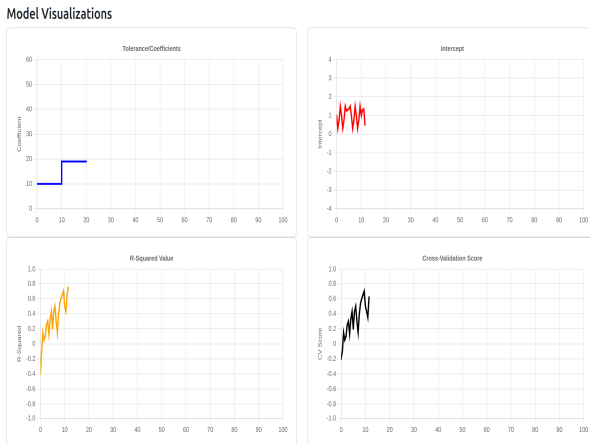 Model Visualizations
Tolerance/Coefficients
60
50
40
30
20
10
0
Coefficient
0 10 20 30 40 50 60 70 80 90 100
Intercept
4
3
2
1
0
-1
-2
-3
-4
Intercept
0 10 20 30 40 50 60 70 80 90 100
R-Squared Value
1.0
0.8
0.6
0.4
0.2
0
-0.2
-0.4
-0.6
-0.8
-1.0
R-Squared
0 10 20 30 40 50 60 70 80 90 100
Cross-Validation Score
1.0
0.8
0.6
0.4
0.2
0
-0.2
-0.4
-0.6
-0.8
-1.0
CV Score
0 10 20 30 40 50 60 70 80 90 100